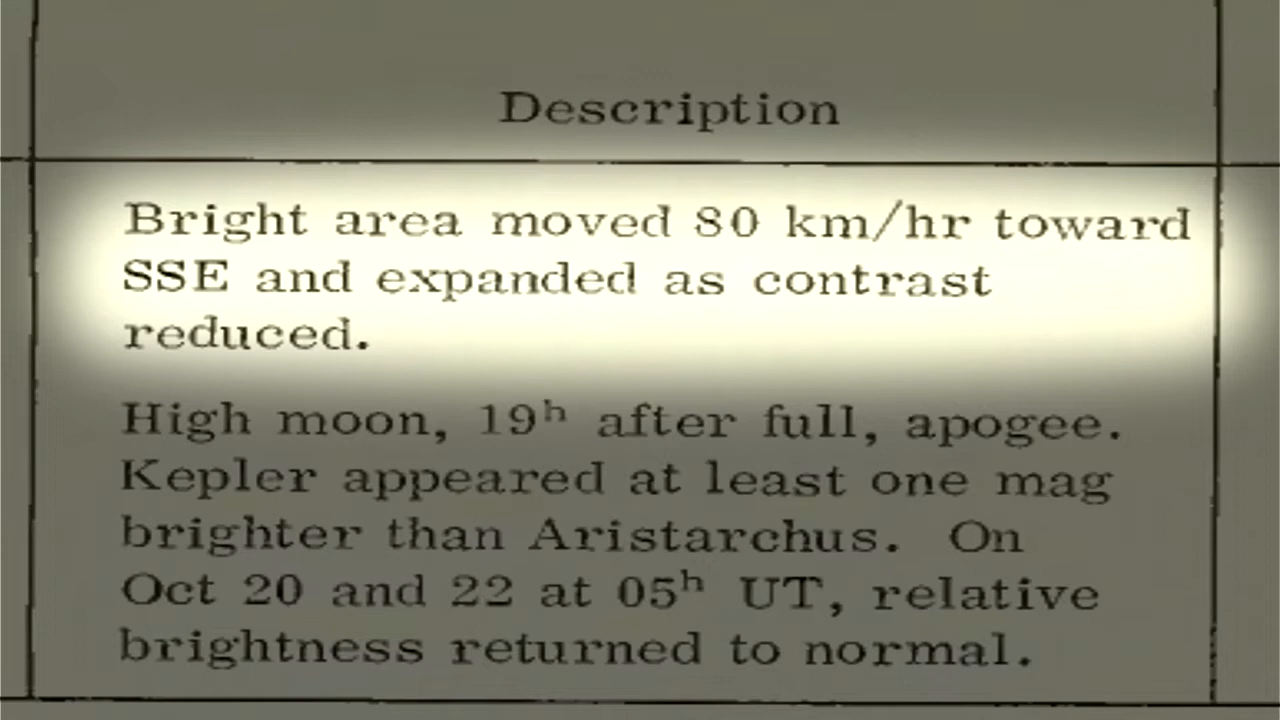 Description
Bright area moved 80 km/hr toward
SSE and expanded as contrast
reduced.
High moon, 19ʰ after full, apogee.
Kepler appeared at least one mag
brighter than Aristarchus. On
Oct 20 and 22 at 05ʰ UT, relative
brightness returned to normal.